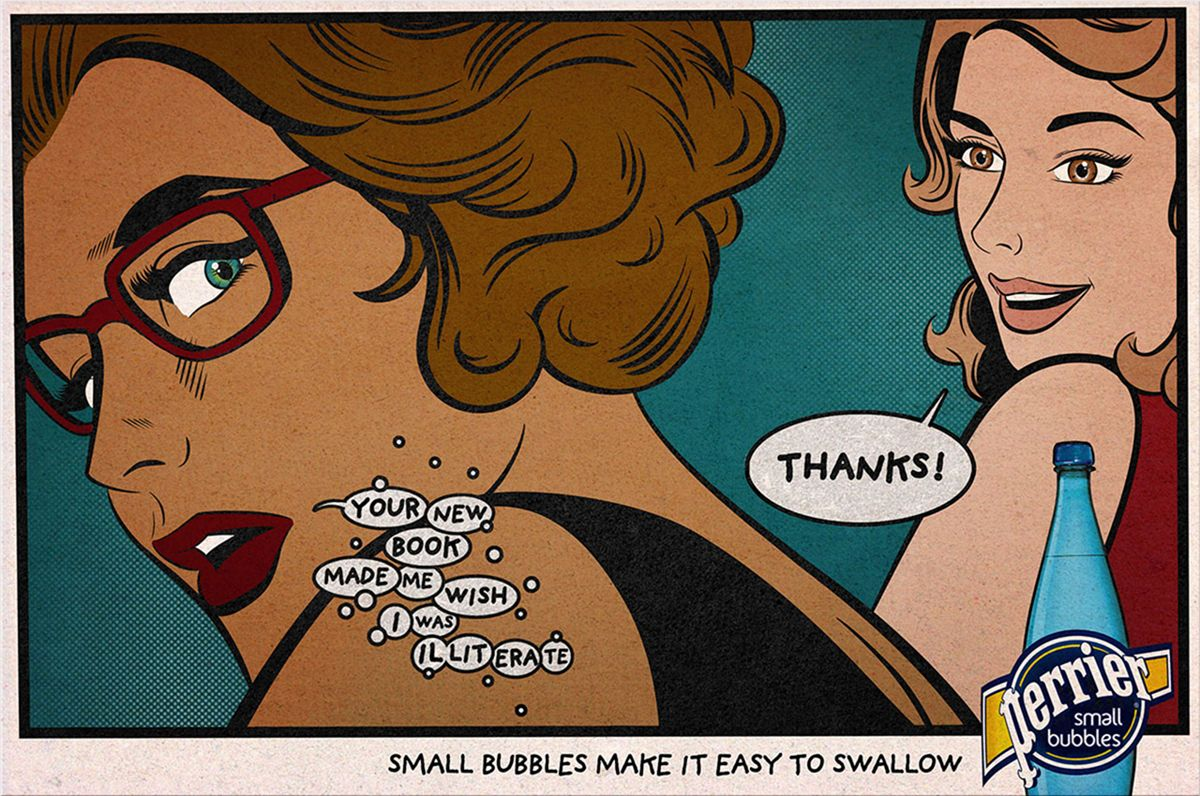 YOUR NEW
BOOK
MADE ME
WISH
I WAS
ILLITERATE
THANKS!
perrier
small
bubbles
SMALL BUBBLES MAKE IT EASY TO SWALLOW